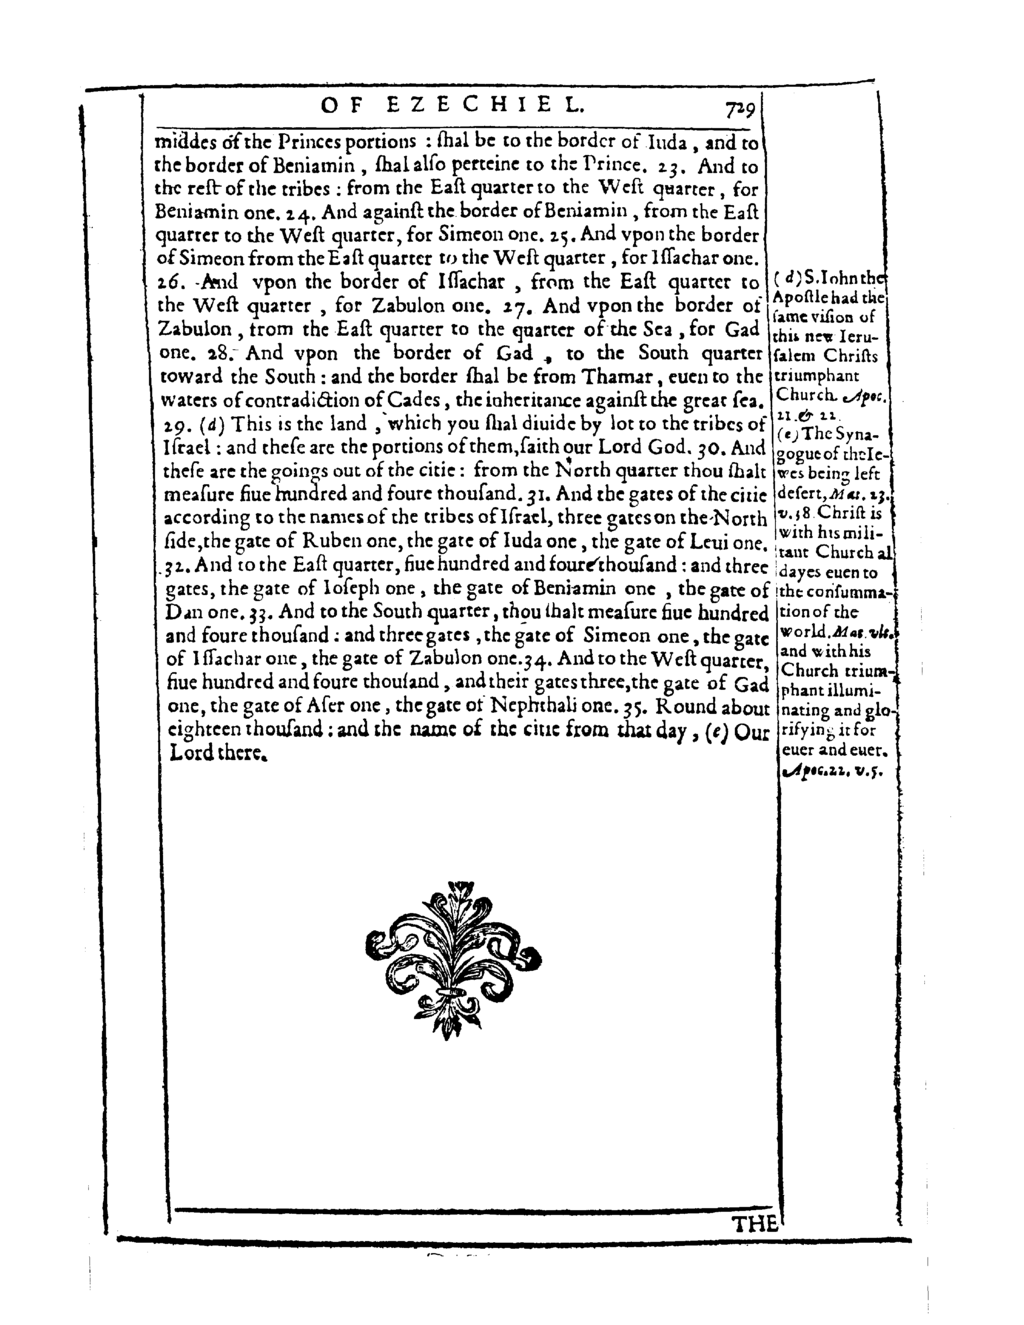 OF EZECHIEL. 729
middes of the Princes portions : ſhal be to the border of Iuda , and to
the border of Beniamin , ſhal alſo perteine to the Prince. 23. And to
the reſt of the tribes : from the Eaſt quarter to the Weſt quarter , for
Beniamin one. 24. And againſt the border of Beniamin , from the Eaſt
quarter to the Weſt quarter, for Simeon one. 25. And vpon the border
of Simeon from the Eaſt quarter to the Weſt quarter , for Iſſachar one.
26. And vpon the border of Iſſachar , from the Eaſt quarter to
the Weſt quarter , for Zabulon one. 27. And vpon the border of
Zabulon , from the Eaſt quarter to the quarter of the Sea , for Gad
one. 28. And vpon the border of Gad , to the South quarter
toward the South : and the border ſhal be from Thamar, euen to the
waters of contradiction of Cades , the inheritance againſt the great ſea.
29. (d) This is the land , which you ſhal diuide by lot to the tribes of
Iſrael : and theſe are the portions of them, ſaith our Lord God. 30. And
theſe are the goings out of the citie : from the North quarter thou ſhalt
meaſure fiue hundred and foure thouſand. 31. And the gates of the citie
according to the names of the tribes of Iſrael, three gates on the North
ſide, the gate of Ruben one, the gate of Iuda one , the gate of Leui one.
32. And to the Eaſt quarter, fiue hundred and foure thouſand : and three
gates, the gate of Ioſeph one , the gate of Beniamin one , the gate of
Dan one. 33. And to the South quarter , thou ſhalt meaſure fiue hundred
and foure thouſand : and three gates , the gate of Simeon one , the gate
of Iſſachar one , the gate of Zabulon one. 34. And to the Weſt quarter,
fiue hundred and foure thouſand , and their gates three, the gate of Gad
one, the gate of Aſer one , the gate of Nephthali one. 35. Round about
eighteen thouſand : and the name of the citie from that day , (e) Our
Lord there.
(d) S. Iohn the
Apoſtle had the
ſame viſion of
this new Ieru-
ſalem Chriſts
triumphant
Church. Apoc.
21. & 22.
(e) The Syna-
gogue of the Ie-
wes being left
deſert, Mat. 23.
v. 38 Chriſt is
with his mili-
tant Church al
dayes euen to
the conſumma-
tion of the
world. Mat. vlt.
and with his
Church trium-
phant illumi-
nating and glo-
rifying it for
euer and euer.
Apoc. 22. v. 5.
THE